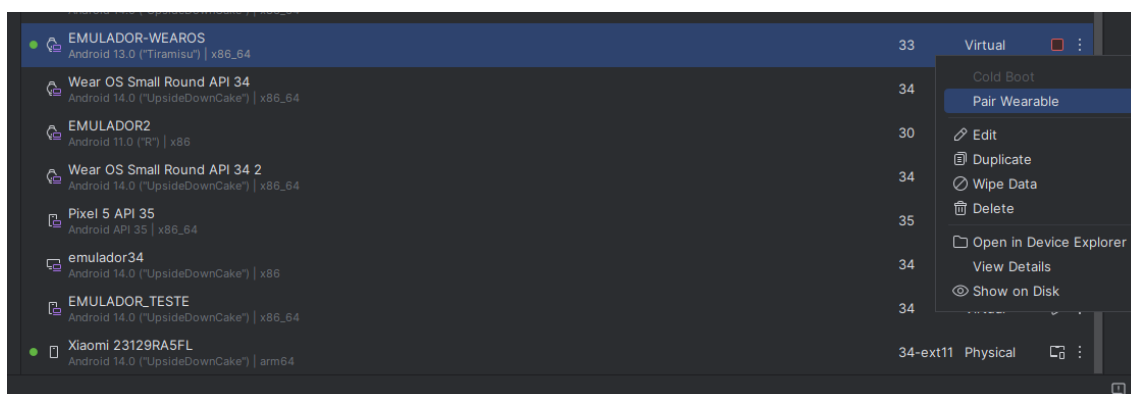 EMULADOR-WEAROS
Android 13.0 ("Tiramisu") | x86_64
33 Virtual
Cold Boot
Pair Wearable
Edit
Duplicate
Wipe Data
Delete
Open in Device Explorer
View Details
Show on Disk
Wear OS Small Round API 34
Android 14.0 ("UpsideDownCake") | x86_64
34
EMULADOR2
Android 11.0 ("R") | x86
30
Wear OS Small Round API 34 2
Android 14.0 ("UpsideDownCake") | x86_64
34
Pixel 5 API 35
Android API 35 | x86_64
35
emulador34
Android 14.0 ("UpsideDownCake") | x86
34
EMULADOR_TESTE
Android 14.0 ("UpsideDownCake") | x86_64
34
Xiaomi 23129RA5FL
Android 14.0 ("UpsideDownCake") | arm64
34-ext11 Physical